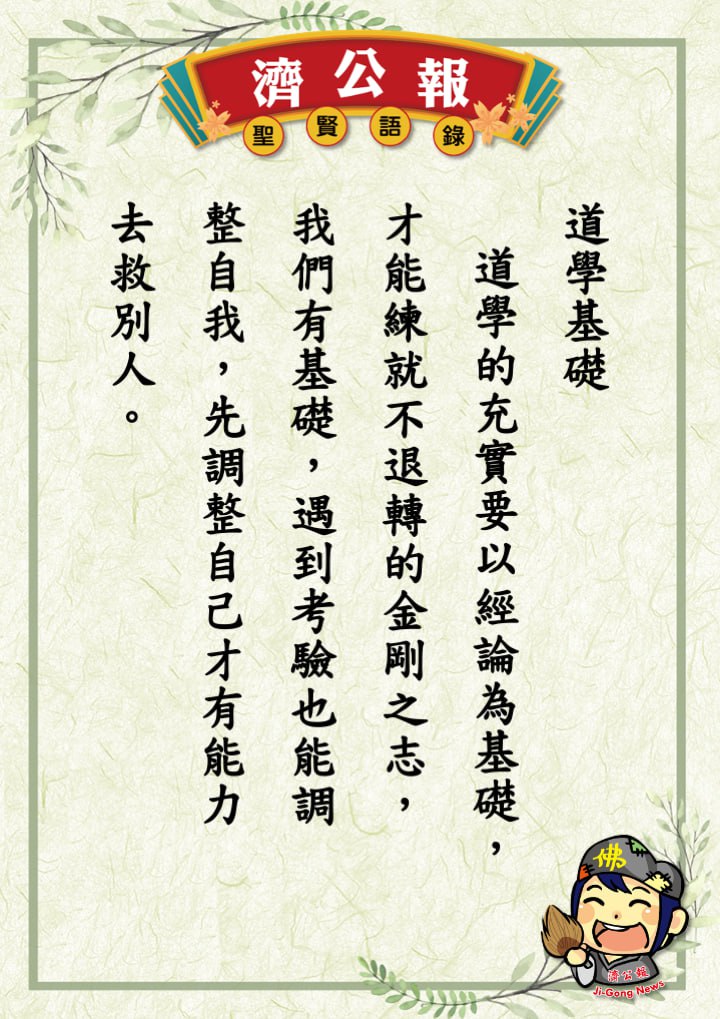 濟公報
聖賢語錄
道學基礎
道學的充實要以經論為基礎，
才能練就不退轉的金剛之志，
我們有基礎，遇到考驗也能調
整自我，先調整自己才有能力
去救別人。
佛
濟公報
Ji-Gong News